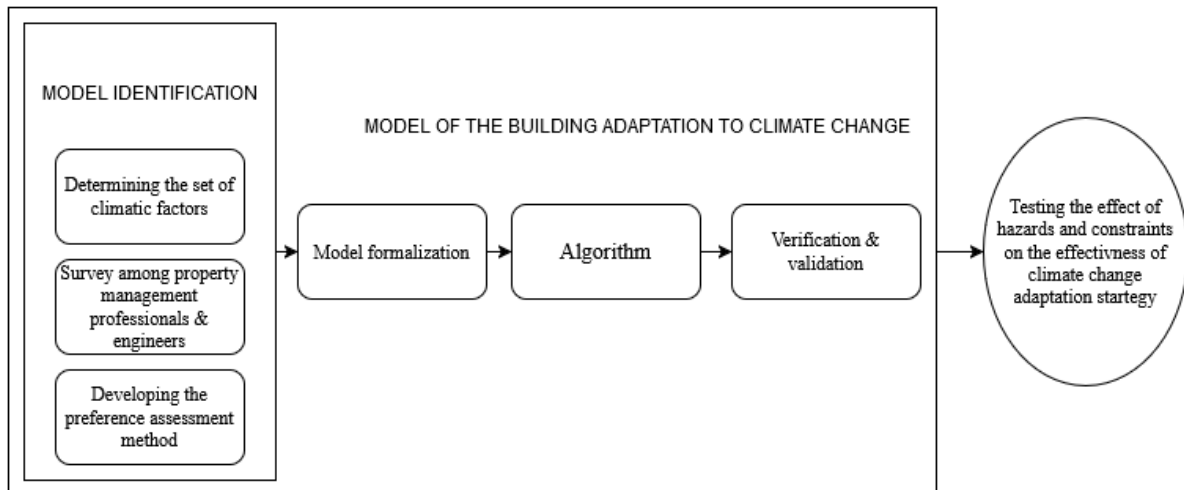 MODEL IDENTIFICATION
Determining the set of
climatic factors
Survey among property
management
professionals &
engineers
Developing the
preference assessment
method
MODEL OF THE BUILDING ADAPTATION TO CLIMATE CHANGE
Model formalization
Algorithm
Verification &
validation
Testing the effect of
hazards and constraints
on the effectivness of
climate change
adaptation startegy